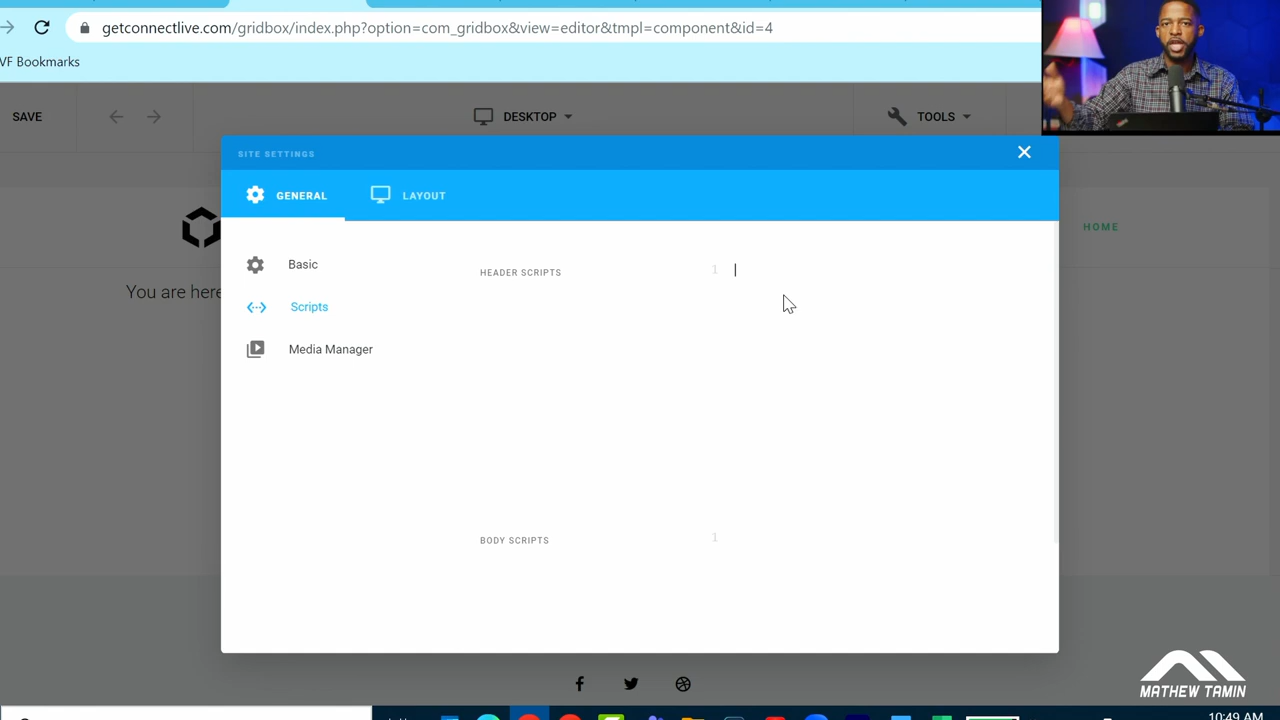 getconnectlive.com/gridbox/index.php?option=com_gridbox&view=editor&tmpl=component&id=4
VF Bookmarks
SAVE
DESKTOP
TOOLS
SITE SETTINGS
GENERAL
LAYOUT
HOME
Basic
HEADER SCRIPTS
1
You are here
Scripts
Media Manager
BODY SCRIPTS
1
MATHEW TAMIN
10:49 AM